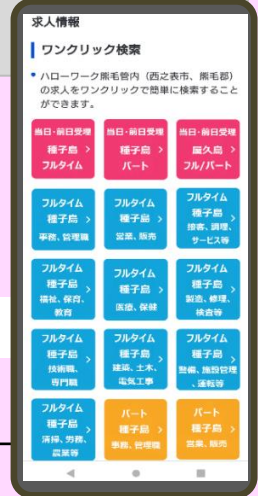 求人情報
ワンクリック検索
ハローワーク熊毛管内（西之表市、熊毛郡）
の求人をワンクリックで簡単に検索すること
ができます。
当日・前日受理
種子島
フルタイム
当日・前日受理
種子島
パート
当日・前日受理
屋久島
フル/パート
フルタイム
種子島
事務、管理職
フルタイム
種子島
営業、販売
フルタイム
種子島
接客、調理、
サービス等
フルタイム
種子島
福祉、保育、
教育
フルタイム
種子島
医療、保健
フルタイム
種子島
製造、修理、
検査等
フルタイム
種子島
技術職、
専門職
フルタイム
種子島
建築、土木、
電気工事
フルタイム
種子島
警備、施設管理
、運転等
フルタイム
種子島
清掃、労務、
農業等
パート
種子島
事務、管理職
パート
種子島
営業、販売